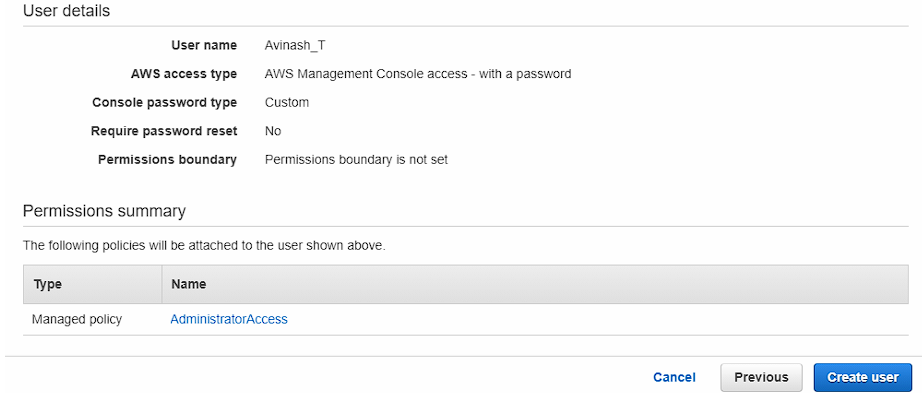 User details
User name Avinash_T
AWS access type AWS Management Console access - with a password
Console password type Custom
Require password reset No
Permissions boundary Permissions boundary is not set
Permissions summary
The following policies will be attached to the user shown above.
Type Name
Managed policy AdministratorAccess
Cancel Previous Create user